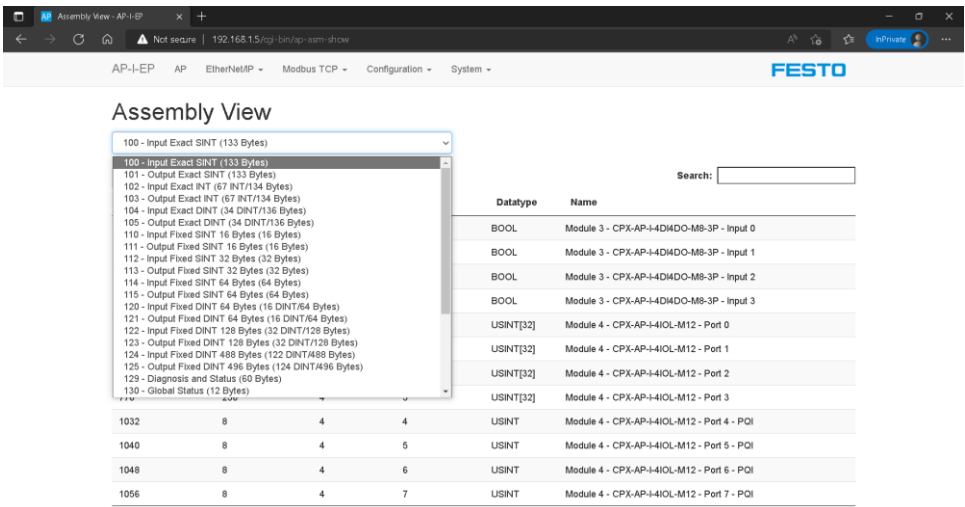 Assembly View - AP-I-EP
Not secure | 192.168.1.5/cgi-bin/ap-asm-show
InPrivate
AP-I-EP AP EtherNet/IP Modbus TCP Configuration System FESTO
Assembly View
100 - Input Exact SINT (133 Bytes)
100 - Input Exact SINT (133 Bytes)
101 - Output Exact SINT (133 Bytes)
102 - Input Exact INT (67 INT/134 Bytes)
103 - Output Exact INT (67 INT/134 Bytes)
104 - Input Exact DINT (34 DINT/136 Bytes)
105 - Output Exact DINT (34 DINT/136 Bytes)
110 - Input Fixed SINT 16 Bytes (16 Bytes)
111 - Output Fixed SINT 16 Bytes (16 Bytes)
112 - Input Fixed SINT 32 Bytes (32 Bytes)
113 - Output Fixed SINT 32 Bytes (32 Bytes)
114 - Input Fixed SINT 64 Bytes (64 Bytes)
115 - Output Fixed SINT 64 Bytes (64 Bytes)
120 - Input Fixed DINT 64 Bytes (16 DINT/64 Bytes)
121 - Output Fixed DINT 64 Bytes (16 DINT/64 Bytes)
122 - Input Fixed DINT 128 Bytes (32 DINT/128 Bytes)
123 - Output Fixed DINT 128 Bytes (32 DINT/128 Bytes)
124 - Input Fixed DINT 488 Bytes (122 DINT/488 Bytes)
125 - Output Fixed DINT 496 Bytes (124 DINT/496 Bytes)
129 - Diagnosis and Status (60 Bytes)
130 - Global Status (12 Bytes)
Search:
Datatype Name
BOOL Module 3 - CPX-AP-I-4DI4DO-M8-3P - Input 0
BOOL Module 3 - CPX-AP-I-4DI4DO-M8-3P - Input 1
BOOL Module 3 - CPX-AP-I-4DI4DO-M8-3P - Input 2
BOOL Module 3 - CPX-AP-I-4DI4DO-M8-3P - Input 3
USINT[32] Module 4 - CPX-AP-I-4IOL-M12 - Port 0
USINT[32] Module 4 - CPX-AP-I-4IOL-M12 - Port 1
USINT[32] Module 4 - CPX-AP-I-4IOL-M12 - Port 2
USINT[32] Module 4 - CPX-AP-I-4IOL-M12 - Port 3
1032 8 4 4 USINT Module 4 - CPX-AP-I-4IOL-M12 - Port 4 - PQI
1040 8 4 5 USINT Module 4 - CPX-AP-I-4IOL-M12 - Port 5 - PQI
1048 8 4 6 USINT Module 4 - CPX-AP-I-4IOL-M12 - Port 6 - PQI
1056 8 4 7 USINT Module 4 - CPX-AP-I-4IOL-M12 - Port 7 - PQI